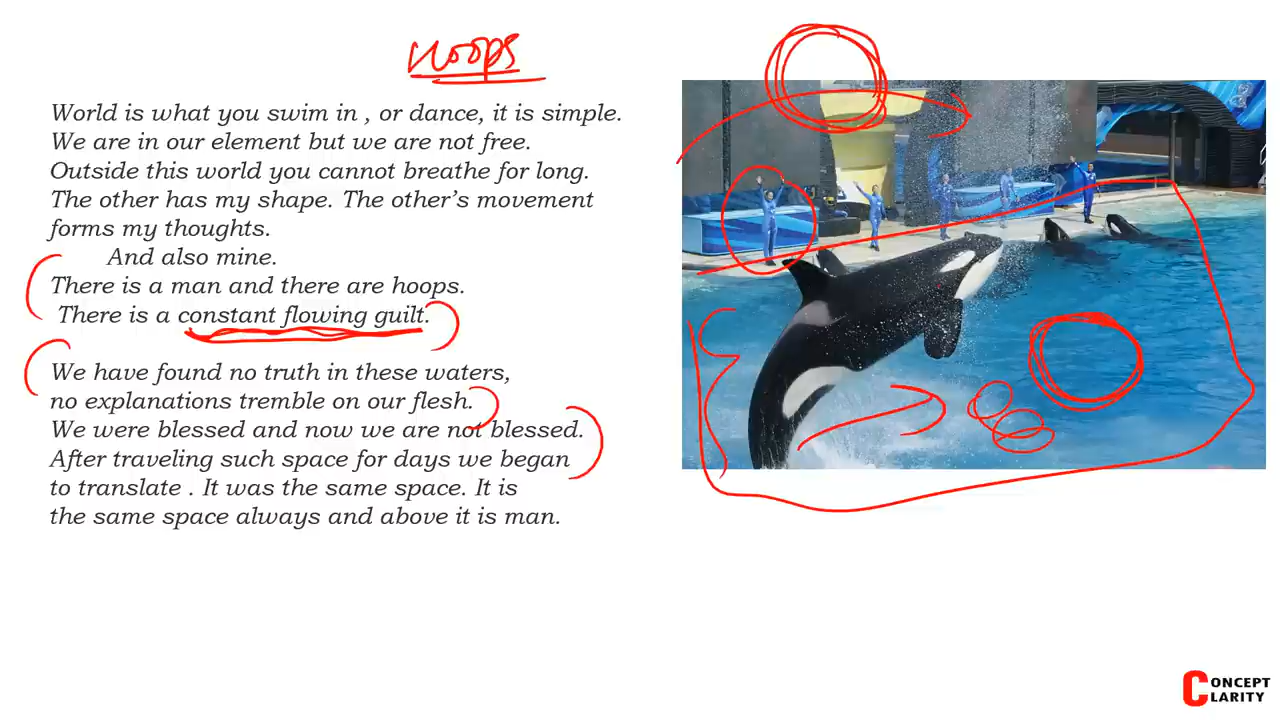 Hoops
World is what you swim in , or dance, it is simple.
We are in our element but we are not free.
Outside this world you cannot breathe for long.
The other has my shape. The other's movement
forms my thoughts.
And also mine.
There is a man and there are hoops.
There is a constant flowing guilt.
We have found no truth in these waters,
no explanations tremble on our flesh.
We were blessed and now we are not blessed.
After traveling such space for days we began
to translate . It was the same space. It is
the same space always and above it is man.
CONCEPT
CLARITY